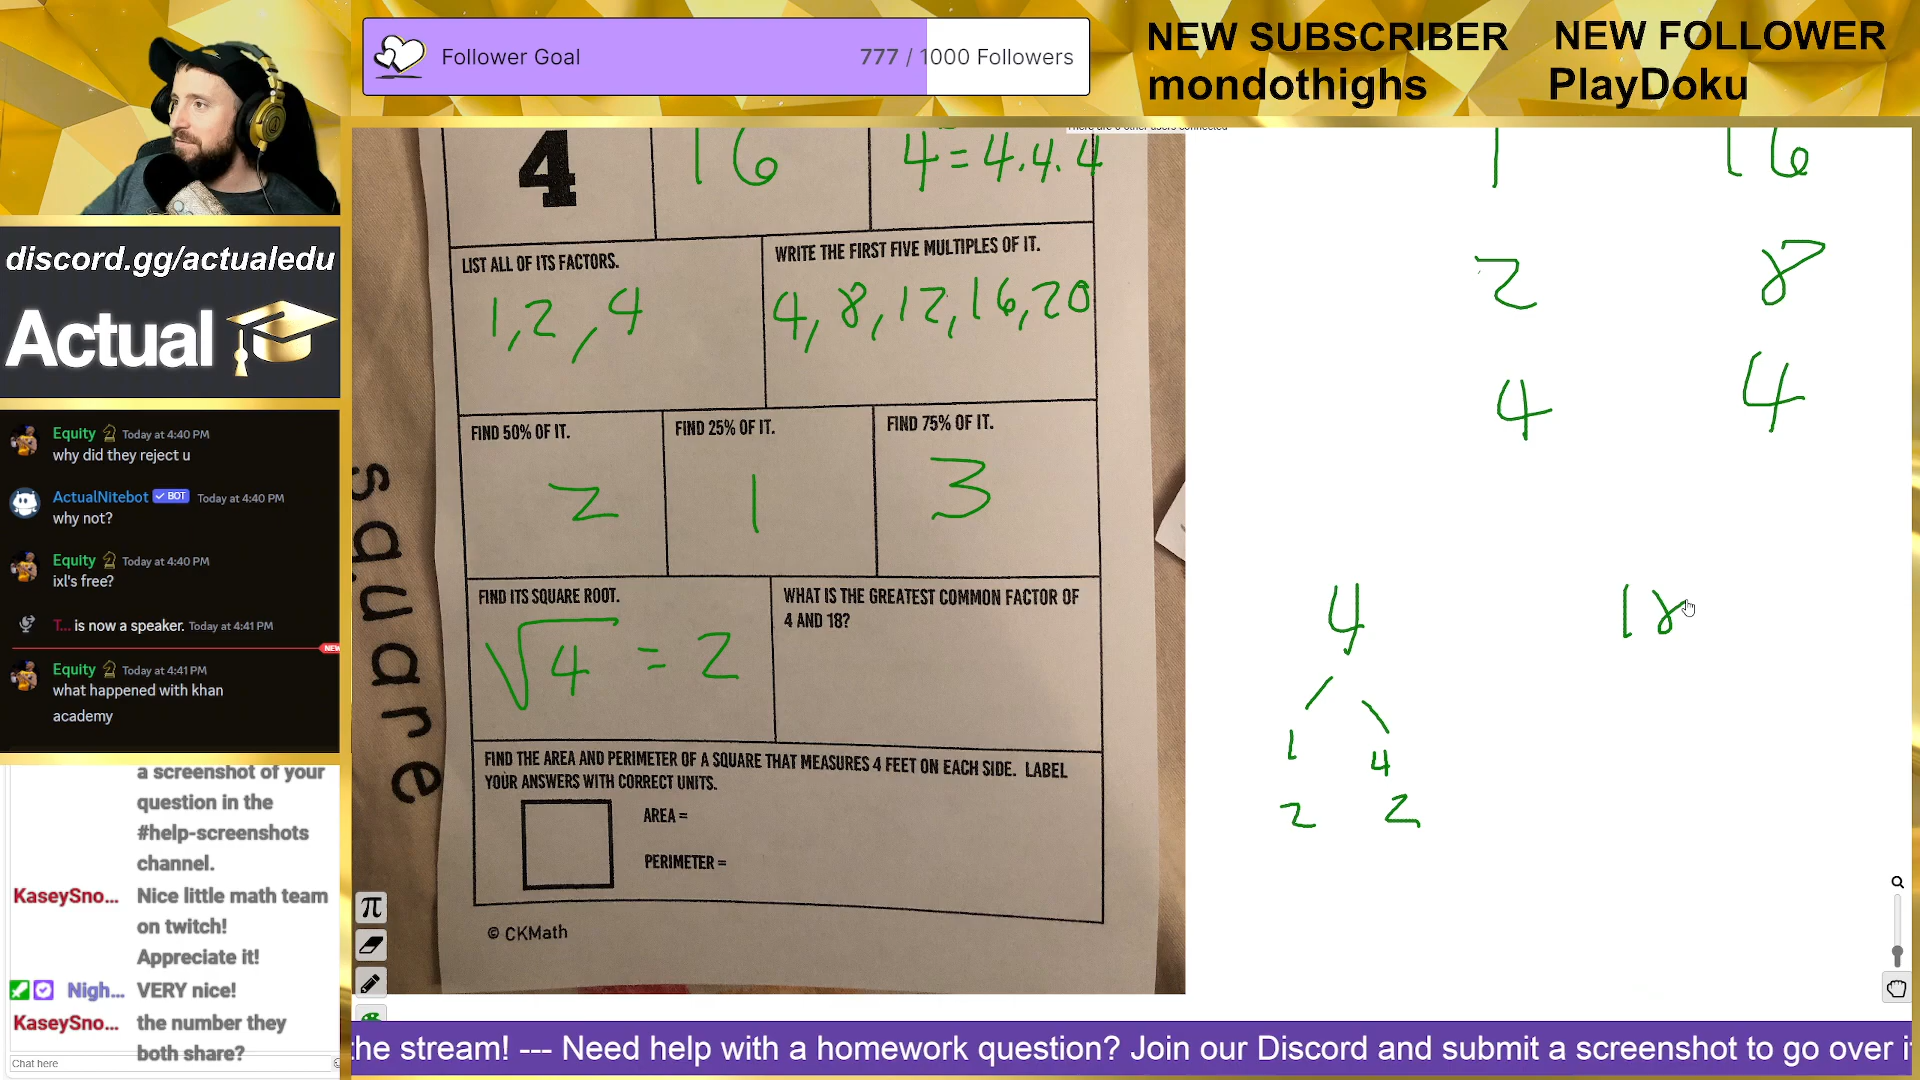 Follower Goal 777 / 1000 Followers
NEW SUBSCRIBER
mondothighs
NEW FOLLOWER
PlayDoku
discord.gg/actualedu
Actual
Equity Today at 4:40 PM
why did they reject u
ActualNitebot ✓ BOT Today at 4:40 PM
why not?
Equity Today at 4:40 PM
ixl's free?
T... is now a speaker. Today at 4:41 PM
NEW
Equity Today at 4:41 PM
what happened with khan
academy
a screenshot of your
question in the
#help-screenshots
channel.
KaseySno... Nice little math team
on twitch!
Appreciate it!
Nigh... VERY nice!
KaseySno... the number they
both share?
Chat here
square
4
16
4 = 4.4.4
LIST ALL OF ITS FACTORS.
1, 2, 4
WRITE THE FIRST FIVE MULTIPLES OF IT.
4, 8, 12, 16, 20
FIND 50% OF IT.
2
FIND 25% OF IT.
1
FIND 75% OF IT.
3
FIND ITS SQUARE ROOT.
√4 = 2
WHAT IS THE GREATEST COMMON FACTOR OF
4 AND 18?
FIND THE AREA AND PERIMETER OF A SQUARE THAT MEASURES 4 FEET ON EACH SIDE. LABEL
YOUR ANSWERS WITH CORRECT UNITS.
AREA =
PERIMETER =
© CKMath
π
1 16
2 8
4 4
4 18
1 4
2 2
the stream! --- Need help with a homework question? Join our Discord and submit a screenshot to go over i